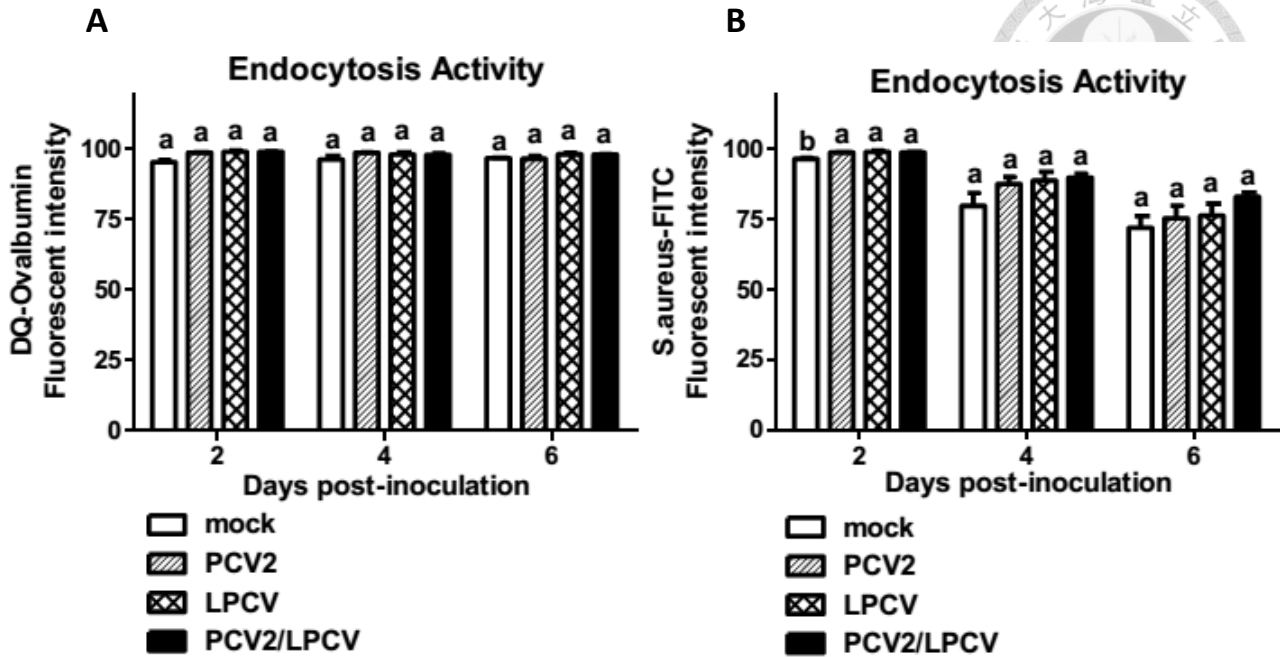 A
Endocytosis Activity
DQ-Ovalbumin
Fluorescent intensity
100
75
50
25
0
a a a a a a a a a a a a
2 4 6
Days post-inoculation
mock
PCV2
LPCV
PCV2/LPCV
B
Endocytosis Activity
S.aureus-FITC
Fluorescent intensity
100
75
50
25
0
b a a a a a a a a a a a
2 4 6
Days post-inoculation
mock
PCV2
LPCV
PCV2/LPCV